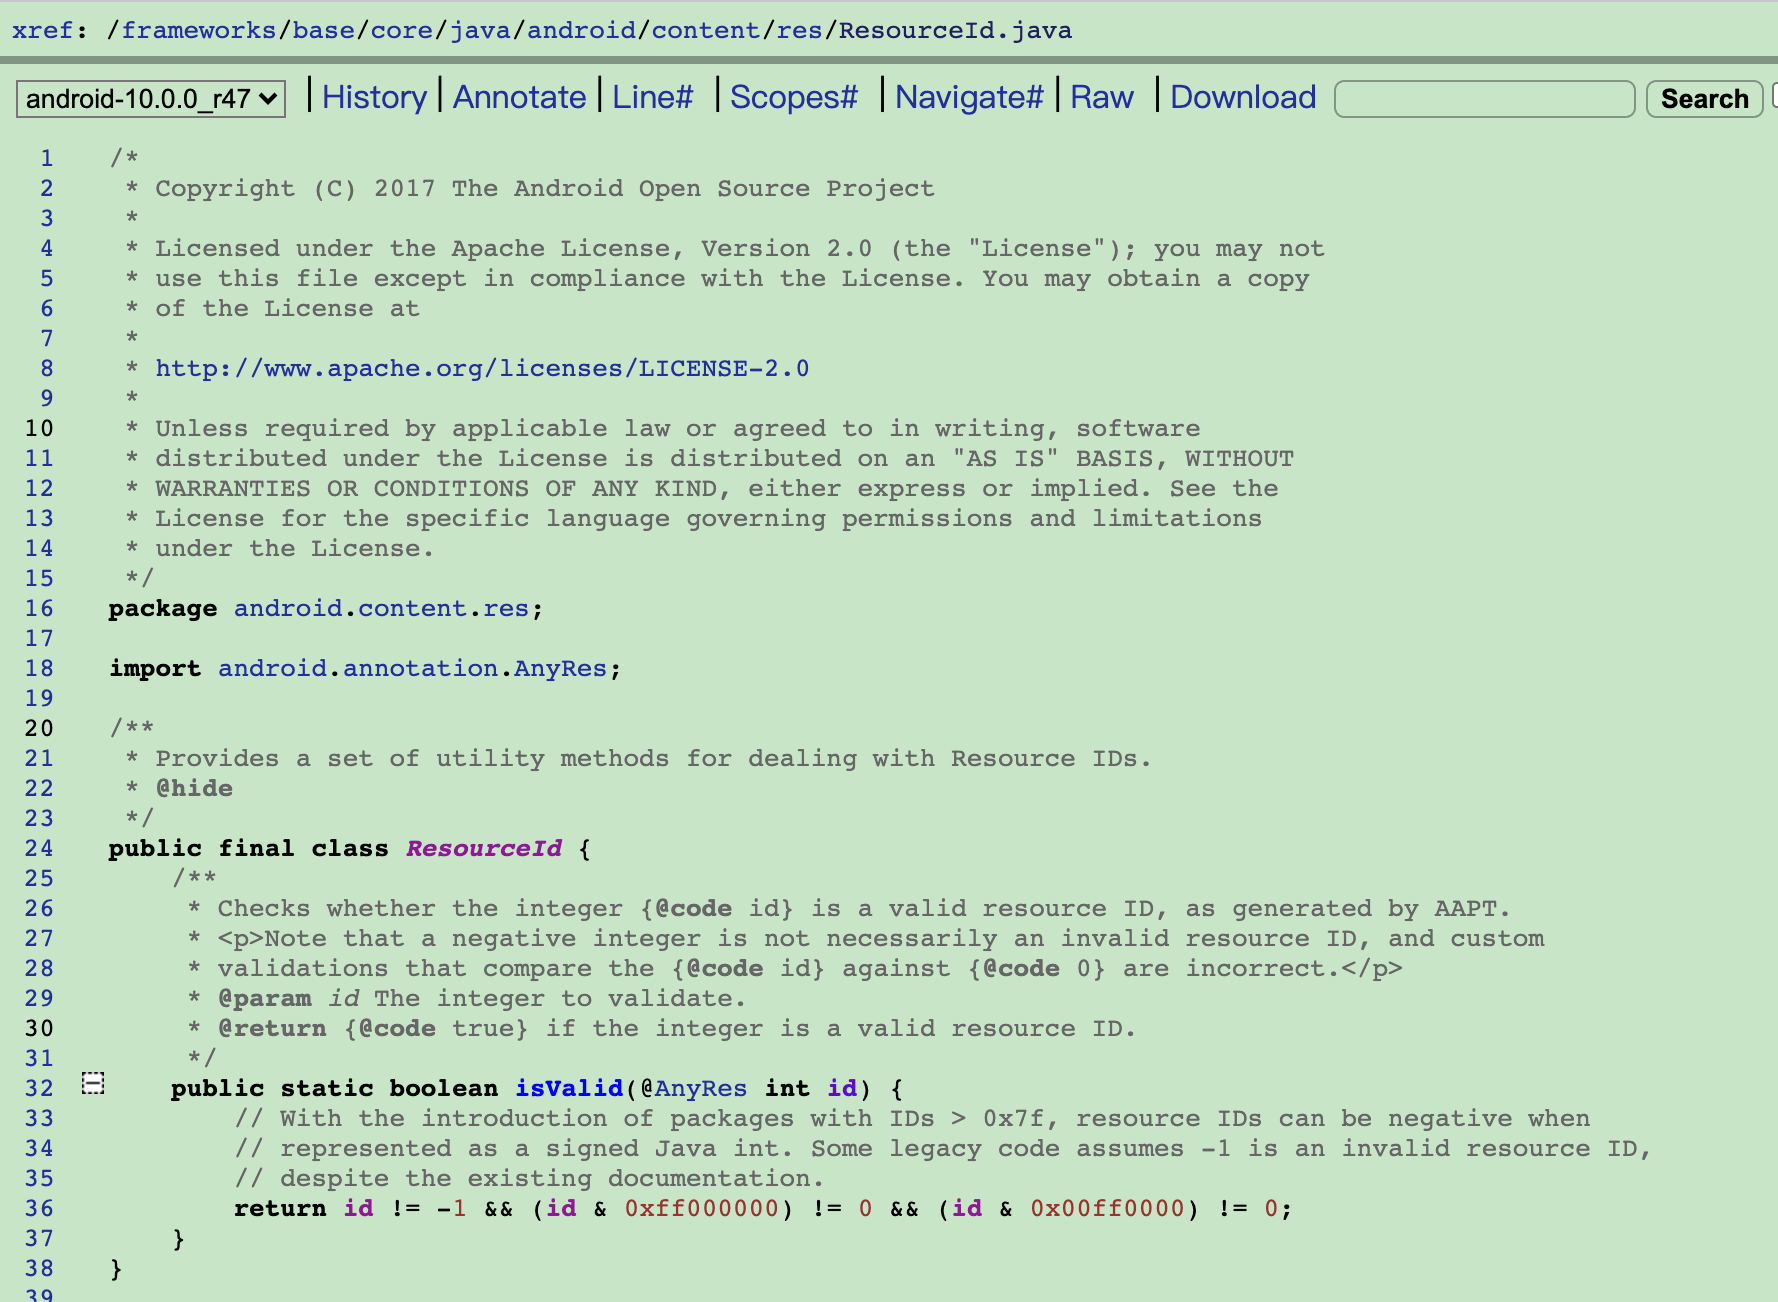 xref: /frameworks/base/core/java/android/content/res/ResourceId.java
android-10.0.0_r47 | History | Annotate | Line# | Scopes# | Navigate# | Raw | Download Search
1 /*
2  * Copyright (C) 2017 The Android Open Source Project
3  *
4  * Licensed under the Apache License, Version 2.0 (the "License"); you may not
5  * use this file except in compliance with the License. You may obtain a copy
6  * of the License at
7  *
8  * http://www.apache.org/licenses/LICENSE-2.0
9  *
10  * Unless required by applicable law or agreed to in writing, software
11  * distributed under the License is distributed on an "AS IS" BASIS, WITHOUT
12  * WARRANTIES OR CONDITIONS OF ANY KIND, either express or implied. See the
13  * License for the specific language governing permissions and limitations
14  * under the License.
15  */
16 package android.content.res;
17
18 import android.annotation.AnyRes;
19
20 /**
21  * Provides a set of utility methods for dealing with Resource IDs.
22  * @hide
23  */
24 public final class ResourceId {
25     /**
26      * Checks whether the integer {@code id} is a valid resource ID, as generated by AAPT.
27      * <p>Note that a negative integer is not necessarily an invalid resource ID, and custom
28      * validations that compare the {@code id} against {@code 0} are incorrect.</p>
29      * @param id The integer to validate.
30      * @return {@code true} if the integer is a valid resource ID.
31      */
32     public static boolean isValid(@AnyRes int id) {
33         // With the introduction of packages with IDs > 0x7f, resource IDs can be negative when
34         // represented as a signed Java int. Some legacy code assumes -1 is an invalid resource ID,
35         // despite the existing documentation.
36         return id != -1 && (id & 0xff000000) != 0 && (id & 0x00ff0000) != 0;
37     }
38 }
39